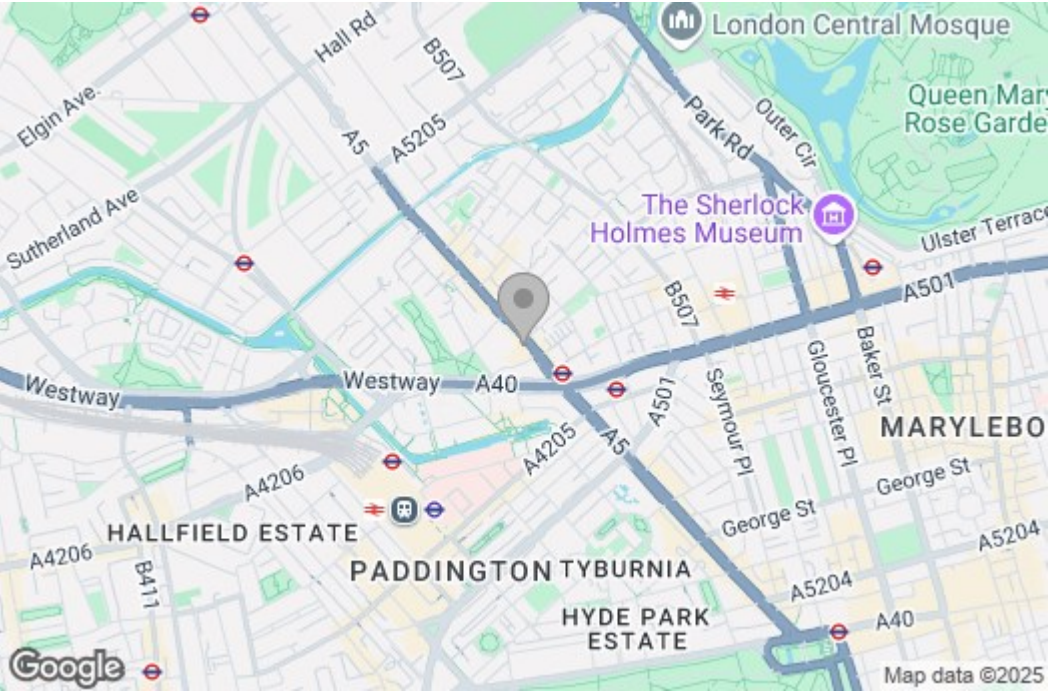 London Central Mosque
Hall Rd
B507
Elgin Ave.
Queen Mary
Rose Garde
Outer Cir
Park Rd
A5
A5205
The Sherlock
Holmes Museum
Sutherland Ave
Ulster Terrace
A501
B507
Westway
Westway
A40
Gloucester Pl
Baker St
Seymour Pl
A501
A5
A4205
MARYLEBO
A4206
George St
George St
HALLFIELD ESTATE
A4206
B411
PADDINGTON
TYBURNIA
A5204
A5204
HYDE PARK
ESTATE
A40
Google
Map data ©2025